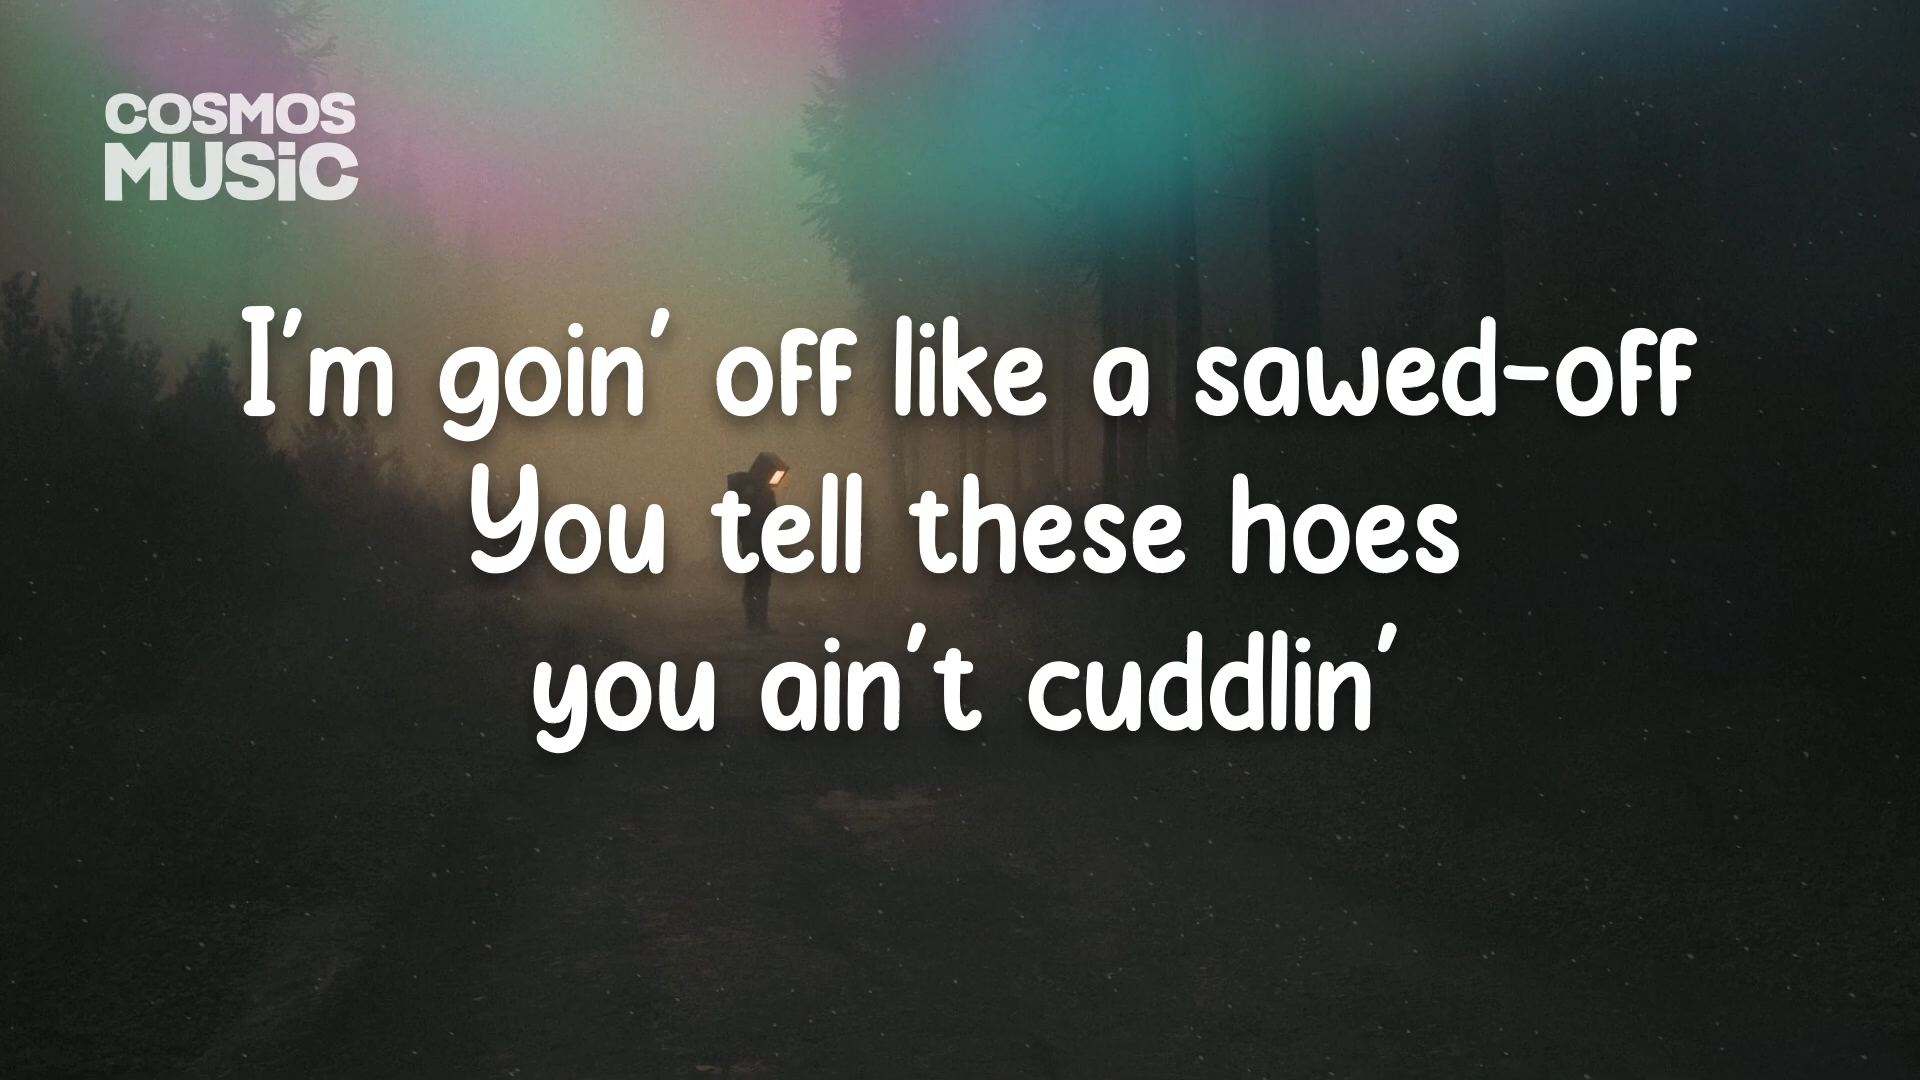 COSMOS
MUSiC
I'm goin' off like a sawed-off
You tell these hoes
you ain't cuddlin'